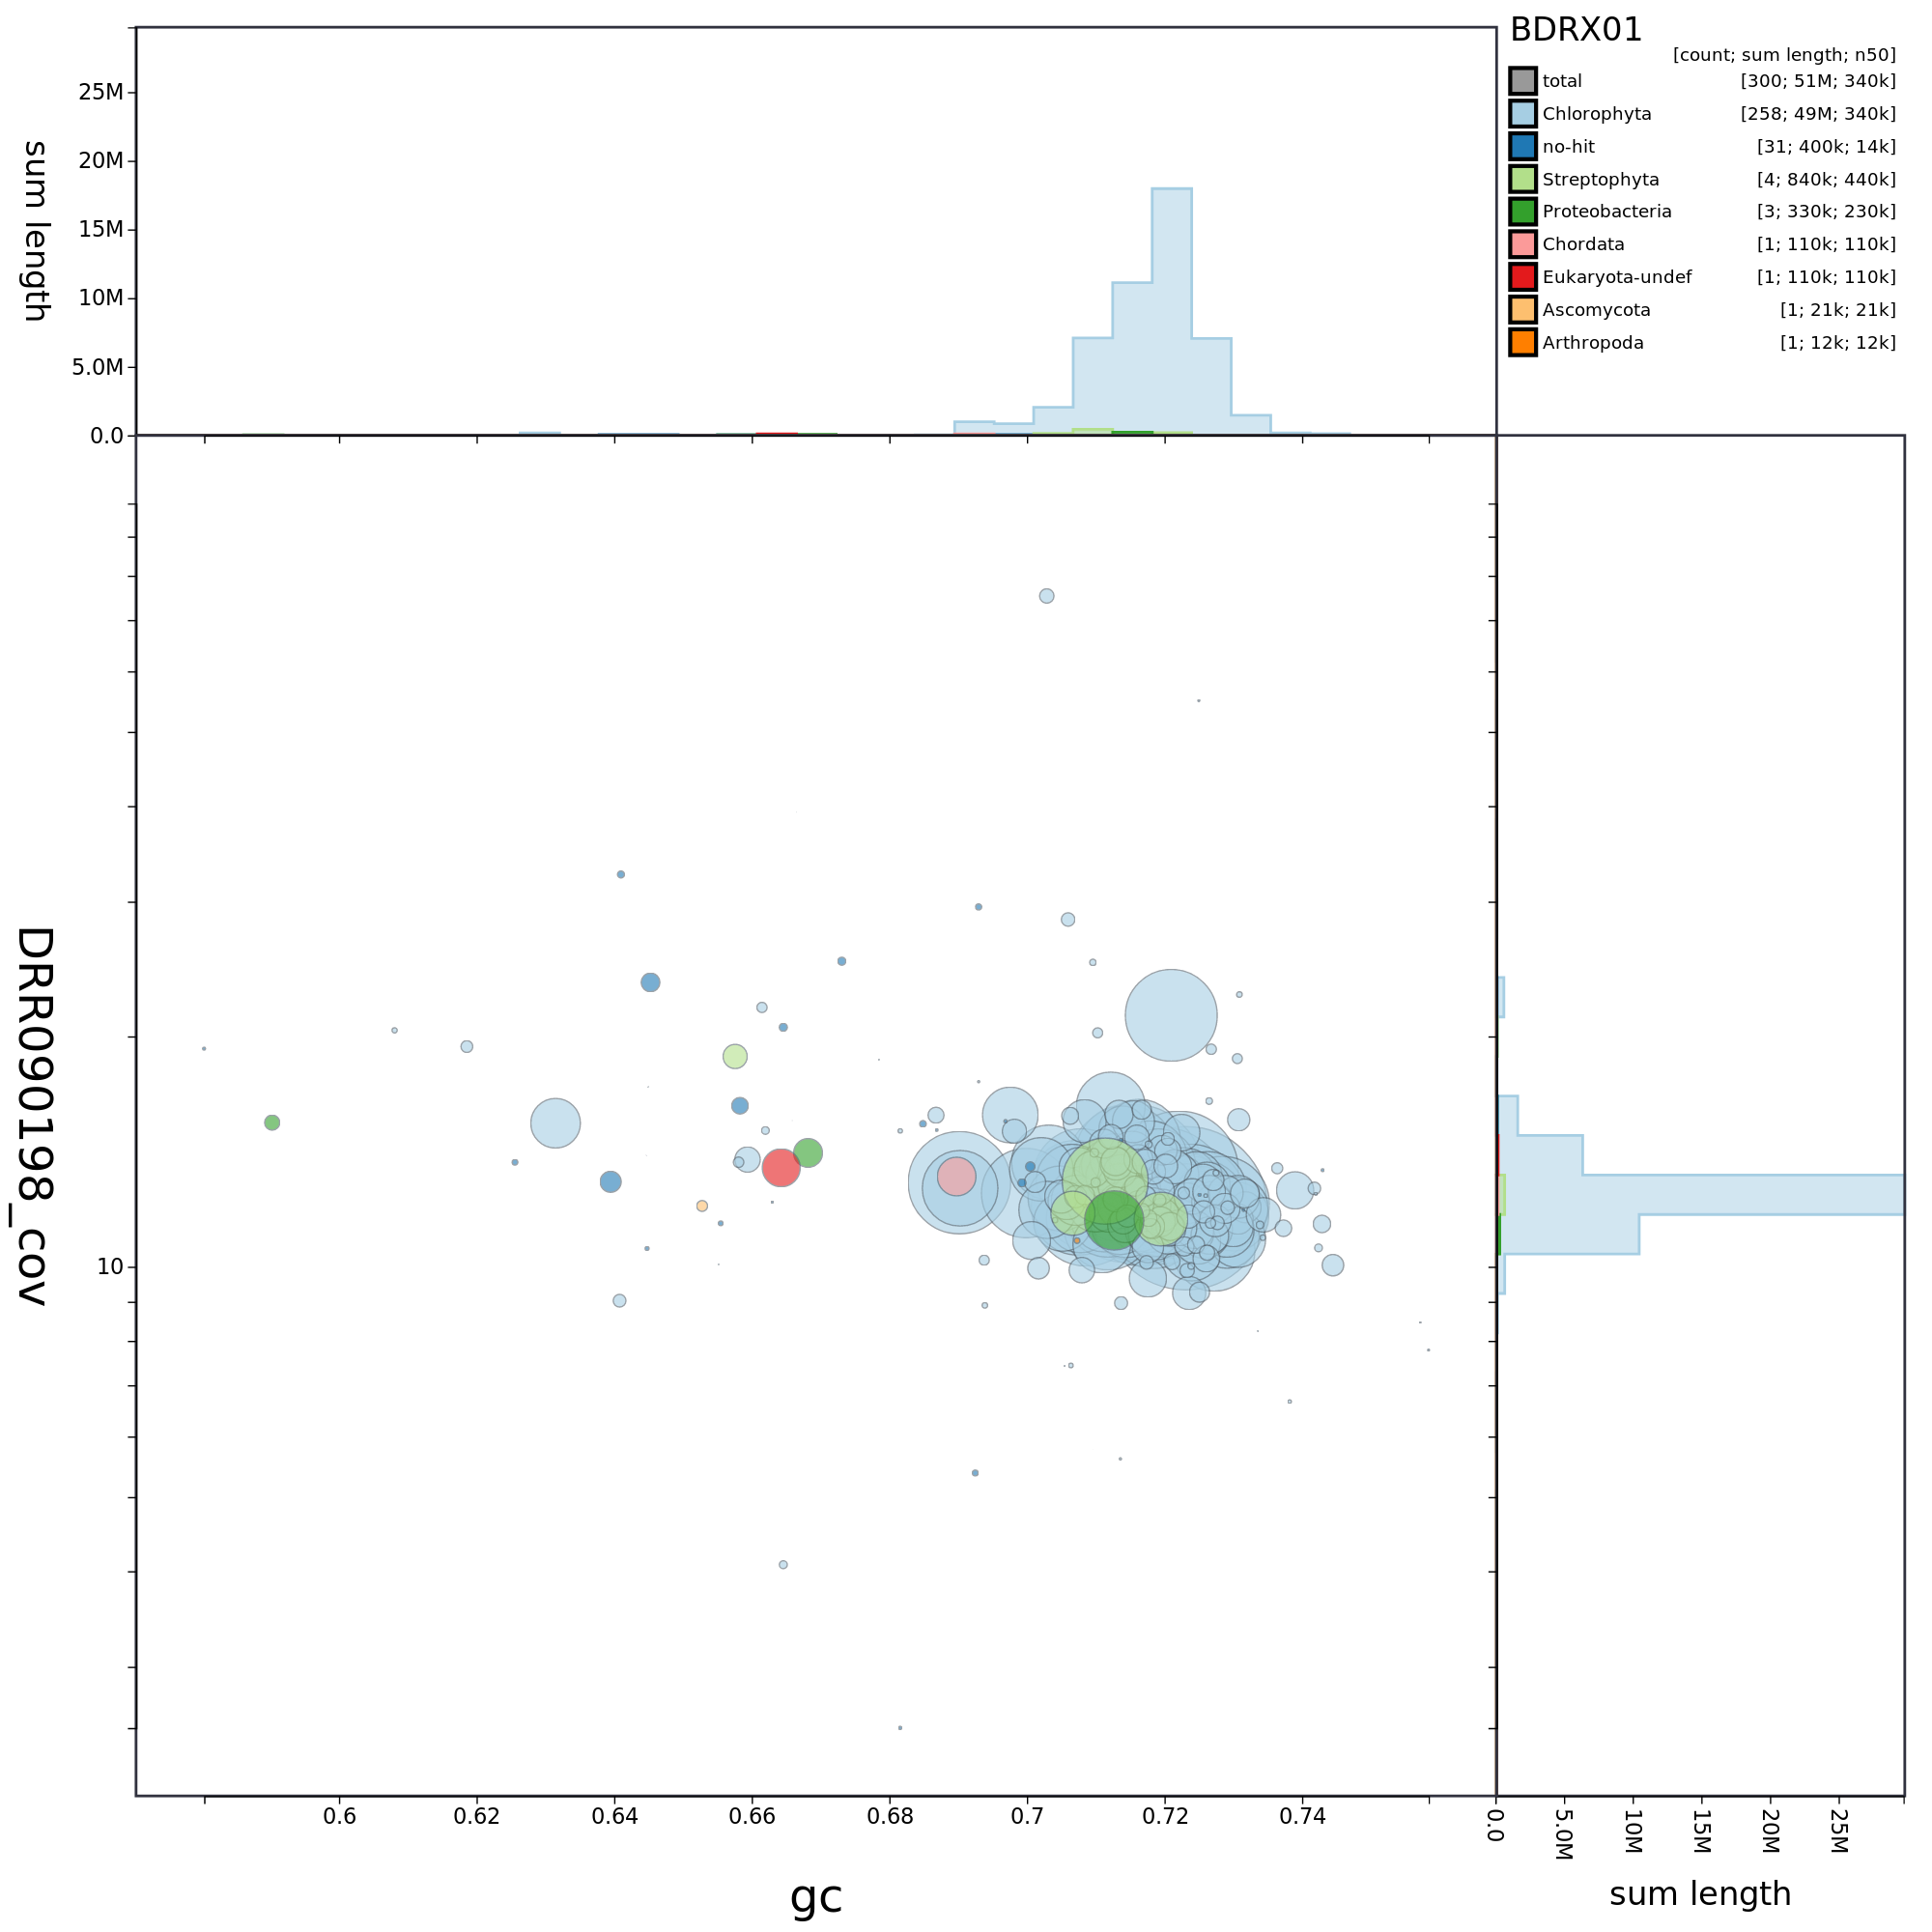 BDRX01
[count; sum length; n50]
total [300; 51M; 340k]
Chlorophyta [258; 49M; 340k]
no-hit [31; 400k; 14k]
Streptophyta [4; 840k; 440k]
Proteobacteria [3; 330k; 230k]
Chordata [1; 110k; 110k]
Eukaryota-undef [1; 110k; 110k]
Ascomycota [1; 21k; 21k]
Arthropoda [1; 12k; 12k]
sum length
25M
20M
15M
10M
5.0M
0.0
DRR090198_cov
10
0.6 0.62 0.64 0.66 0.68 0.7 0.72 0.74
gc
0.0 5.0M 10M 15M 20M 25M
sum length